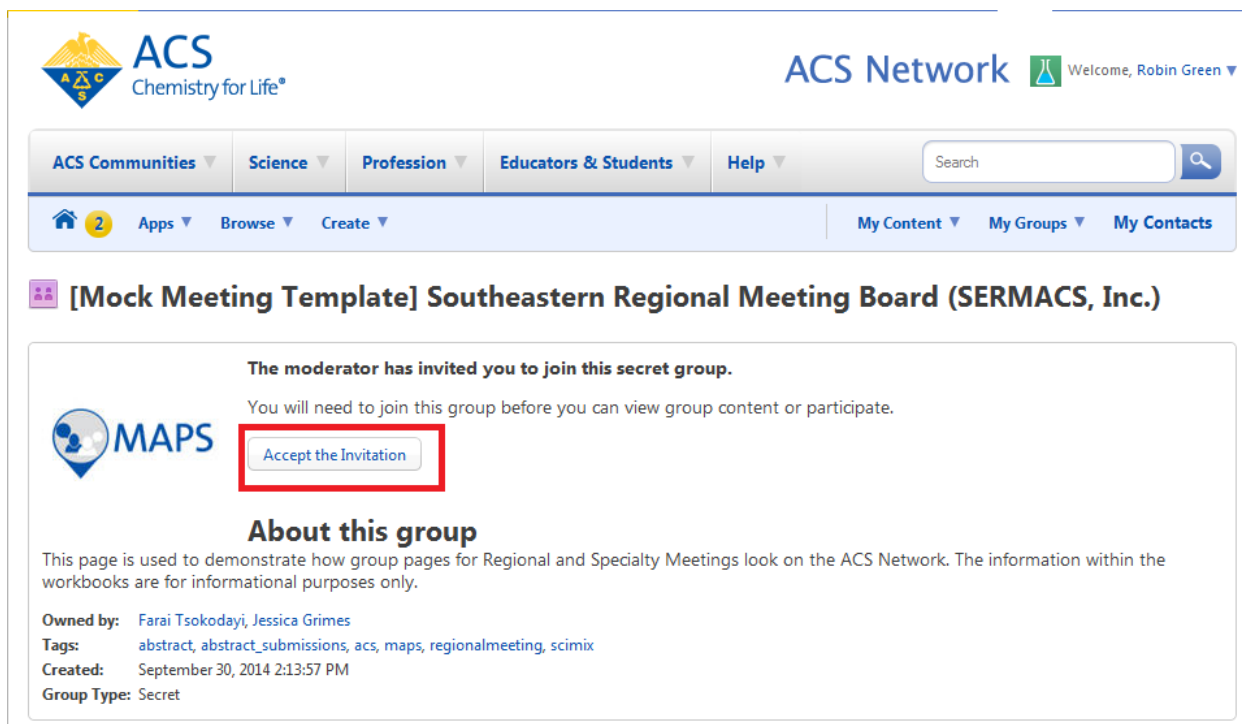 ACS
Chemistry for Life®
A C S
ACS Network
Welcome, Robin Green
ACS Communities
Science
Profession
Educators & Students
Help
Search
2
Apps
Browse
Create
My Content
My Groups
My Contacts
[Mock Meeting Template] Southeastern Regional Meeting Board (SERMACS, Inc.)
The moderator has invited you to join this secret group.
You will need to join this group before you can view group content or participate.
MAPS
Accept the Invitation
About this group
This page is used to demonstrate how group pages for Regional and Specialty Meetings look on the ACS Network. The information within the
workbooks are for informational purposes only.
Owned by: Farai Tsokodayi, Jessica Grimes
Tags: abstract, abstract_submissions, acs, maps, regionalmeeting, scimix
Created: September 30, 2014 2:13:57 PM
Group Type: Secret